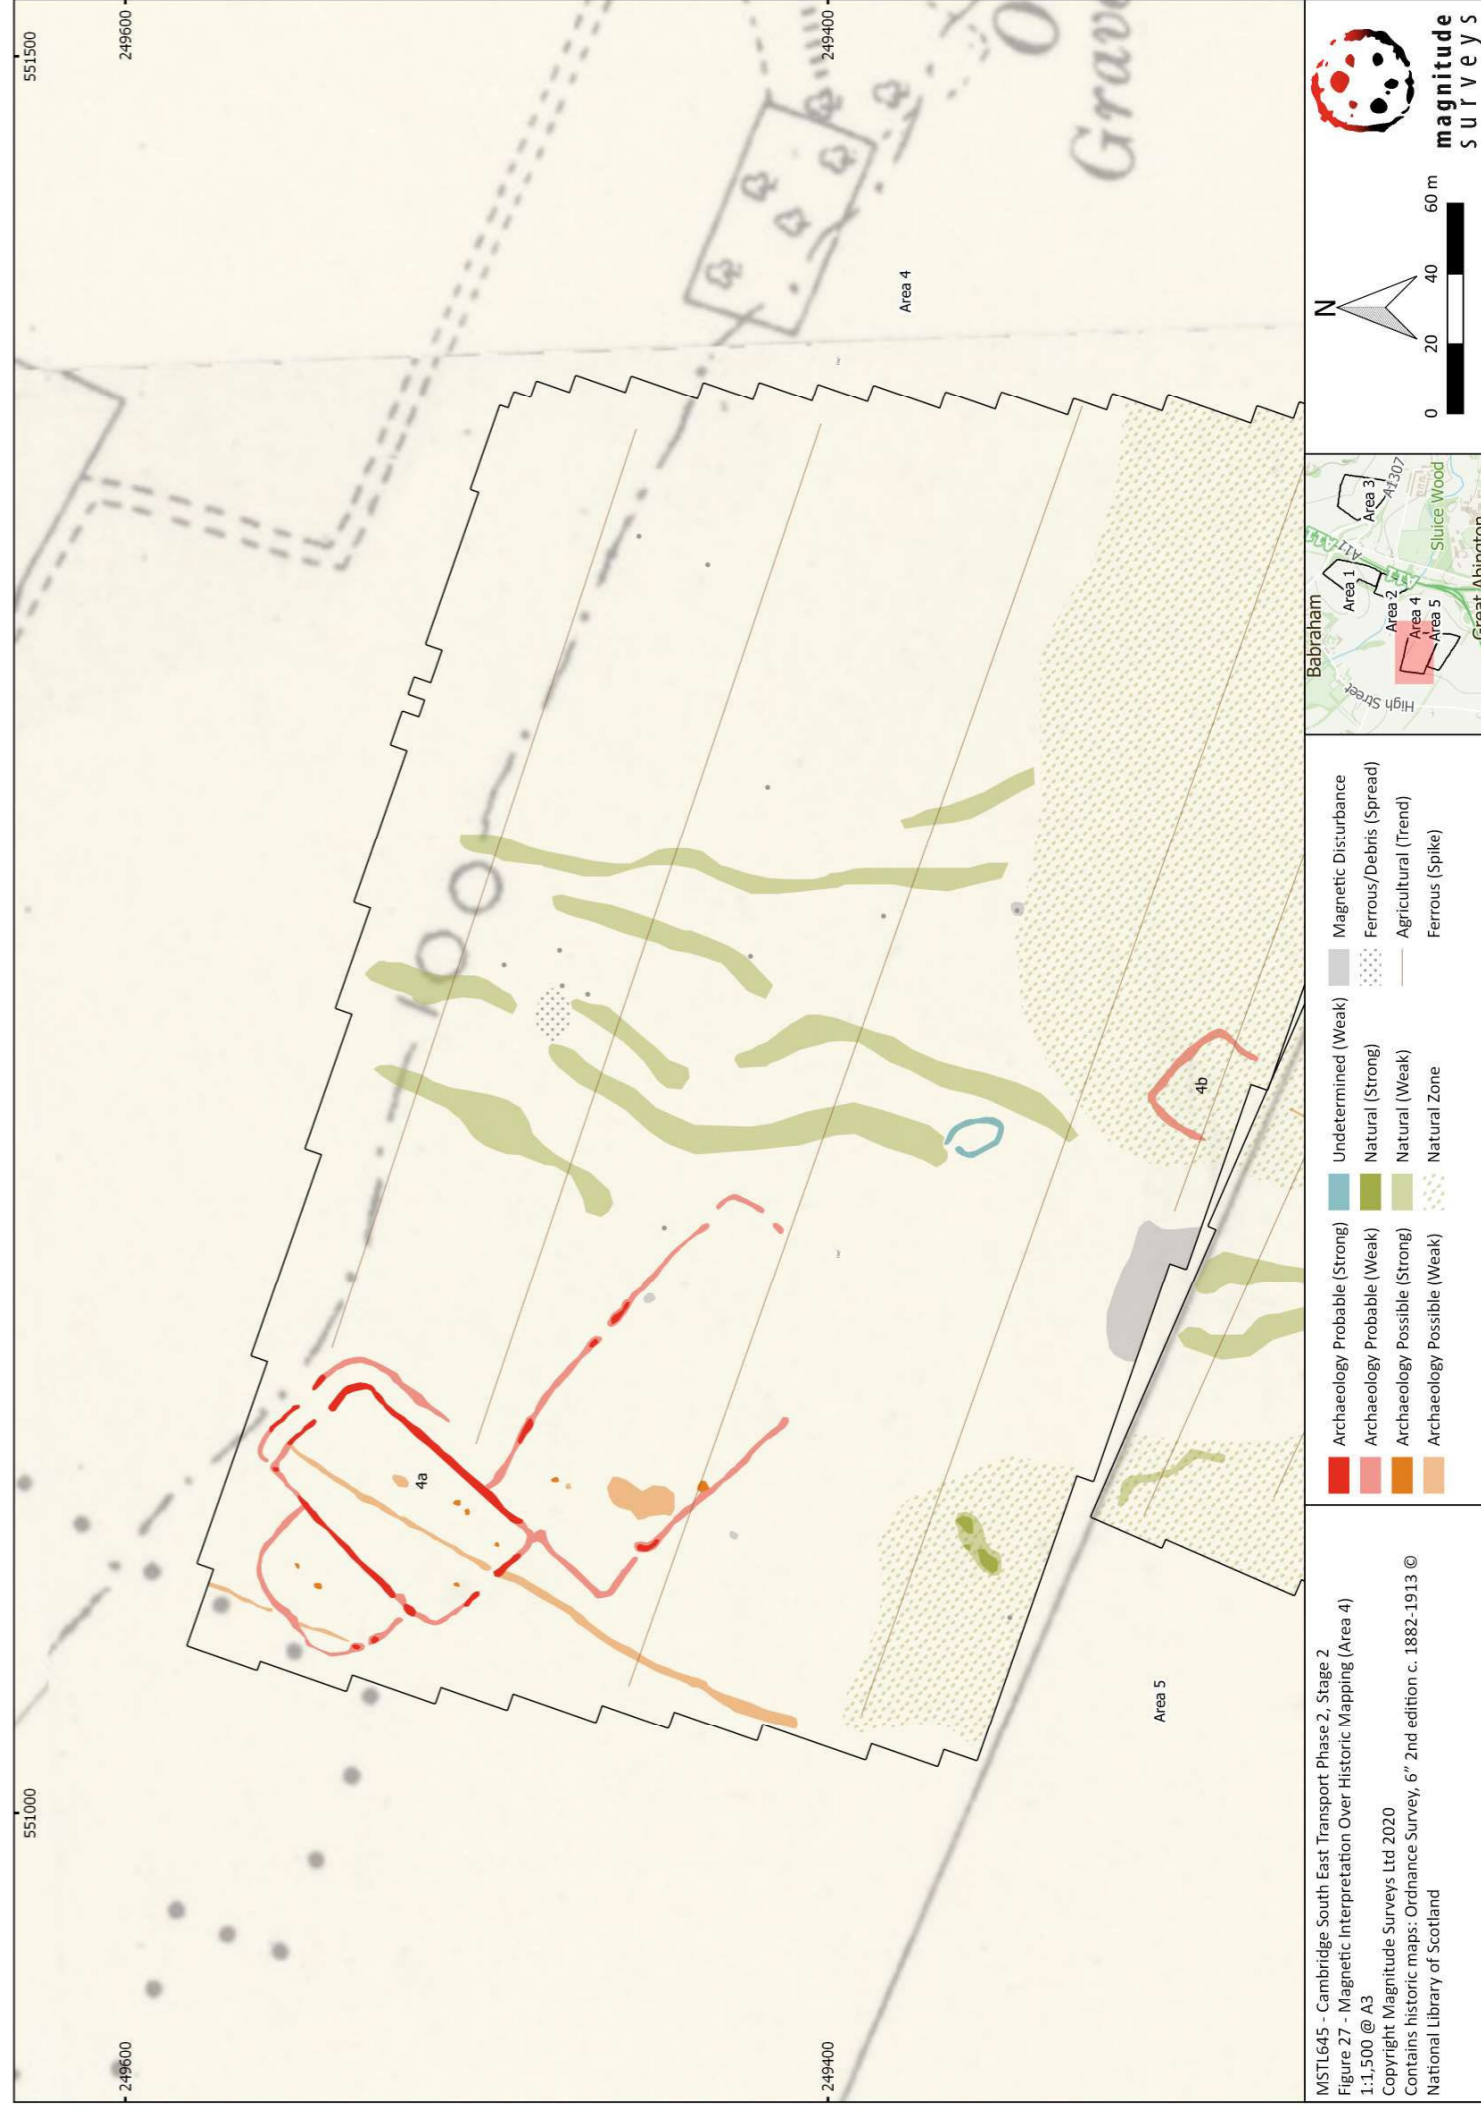 551000
551500
249600
249600
249400
249400
Grav
Area 4
4a
4b
Area 5
MSTL645 - Cambridge South East Transport Phase 2, Stage 2
Figure 27 - Magnetic Interpretation Over Historic Mapping (Area 4)
1:1,500 @ A3
Copyright Magnitude Surveys Ltd 2020
Contains historic maps: Ordnance Survey, 6" 2nd edition c. 1882-1913 ©
National Library of Scotland
Archaeology Probable (Strong)
Archaeology Probable (Weak)
Archaeology Possible (Strong)
Archaeology Possible (Weak)
Undetermined (Weak)
Natural (Strong)
Natural (Weak)
Natural Zone
Magnetic Disturbance
Ferrous/Debris (Spread)
Agricultural (Trend)
Ferrous (Spike)
Babraham
High Street
Area 1
Area 2
Area 3
Area 4
Area 5
A11
A11
A11
A1307
Sluice Wood
Great Abington
N
0 20 40 60 m
magnitude
surveys